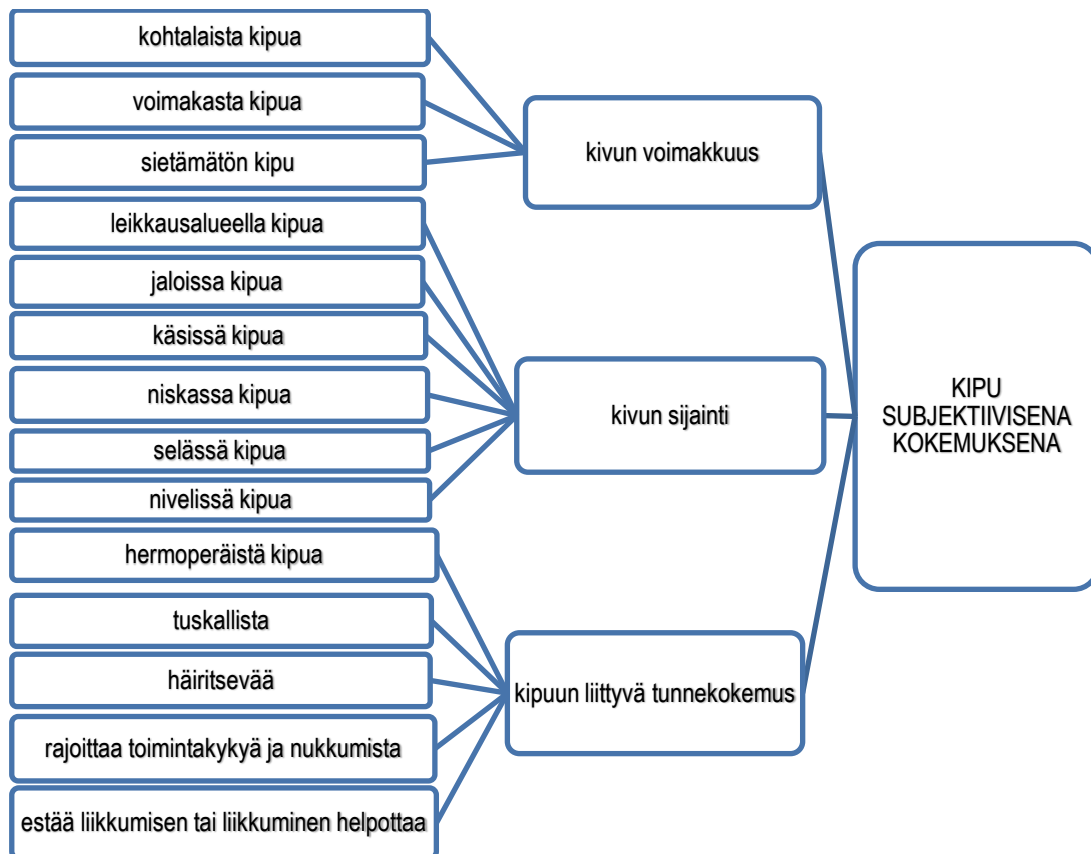 kohtalaista kipua
voimakasta kipua
sietämätön kipu
leikkausalueella kipua
jaloissa kipua
käsissä kipua
niskassa kipua
selässä kipua
nivelissä kipua
hermoperäistä kipua
tuskallista
häiritsevää
rajoittaa toimintakykyä ja nukkumista
estää liikkumisen tai liikkuminen helpottaa
kivun voimakkuus
kivun sijainti
kipuun liittyvä tunnekokemus
KIPU
SUBJEKTIIVISENA
KOKEMUKSENA